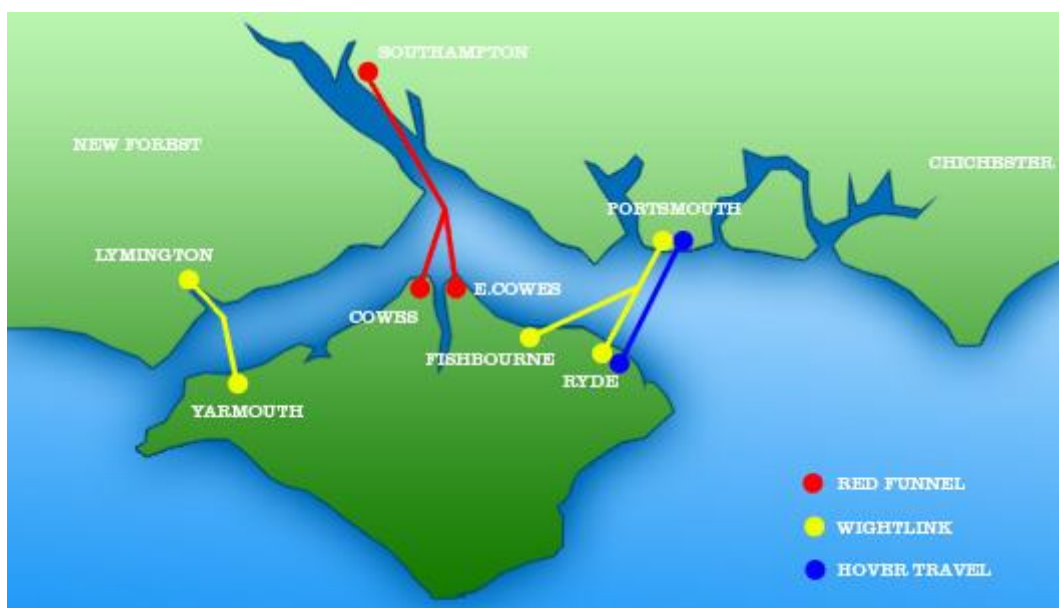 SOUTHAMPTON
NEW FOREST
CHICHESTER
PORTSMOUTH
LYMINGTON
E.COWES
COWES
FISHBOURNE
RYDE
YARMOUTH
RED FUNNEL
WIGHTLINK
HOVER TRAVEL